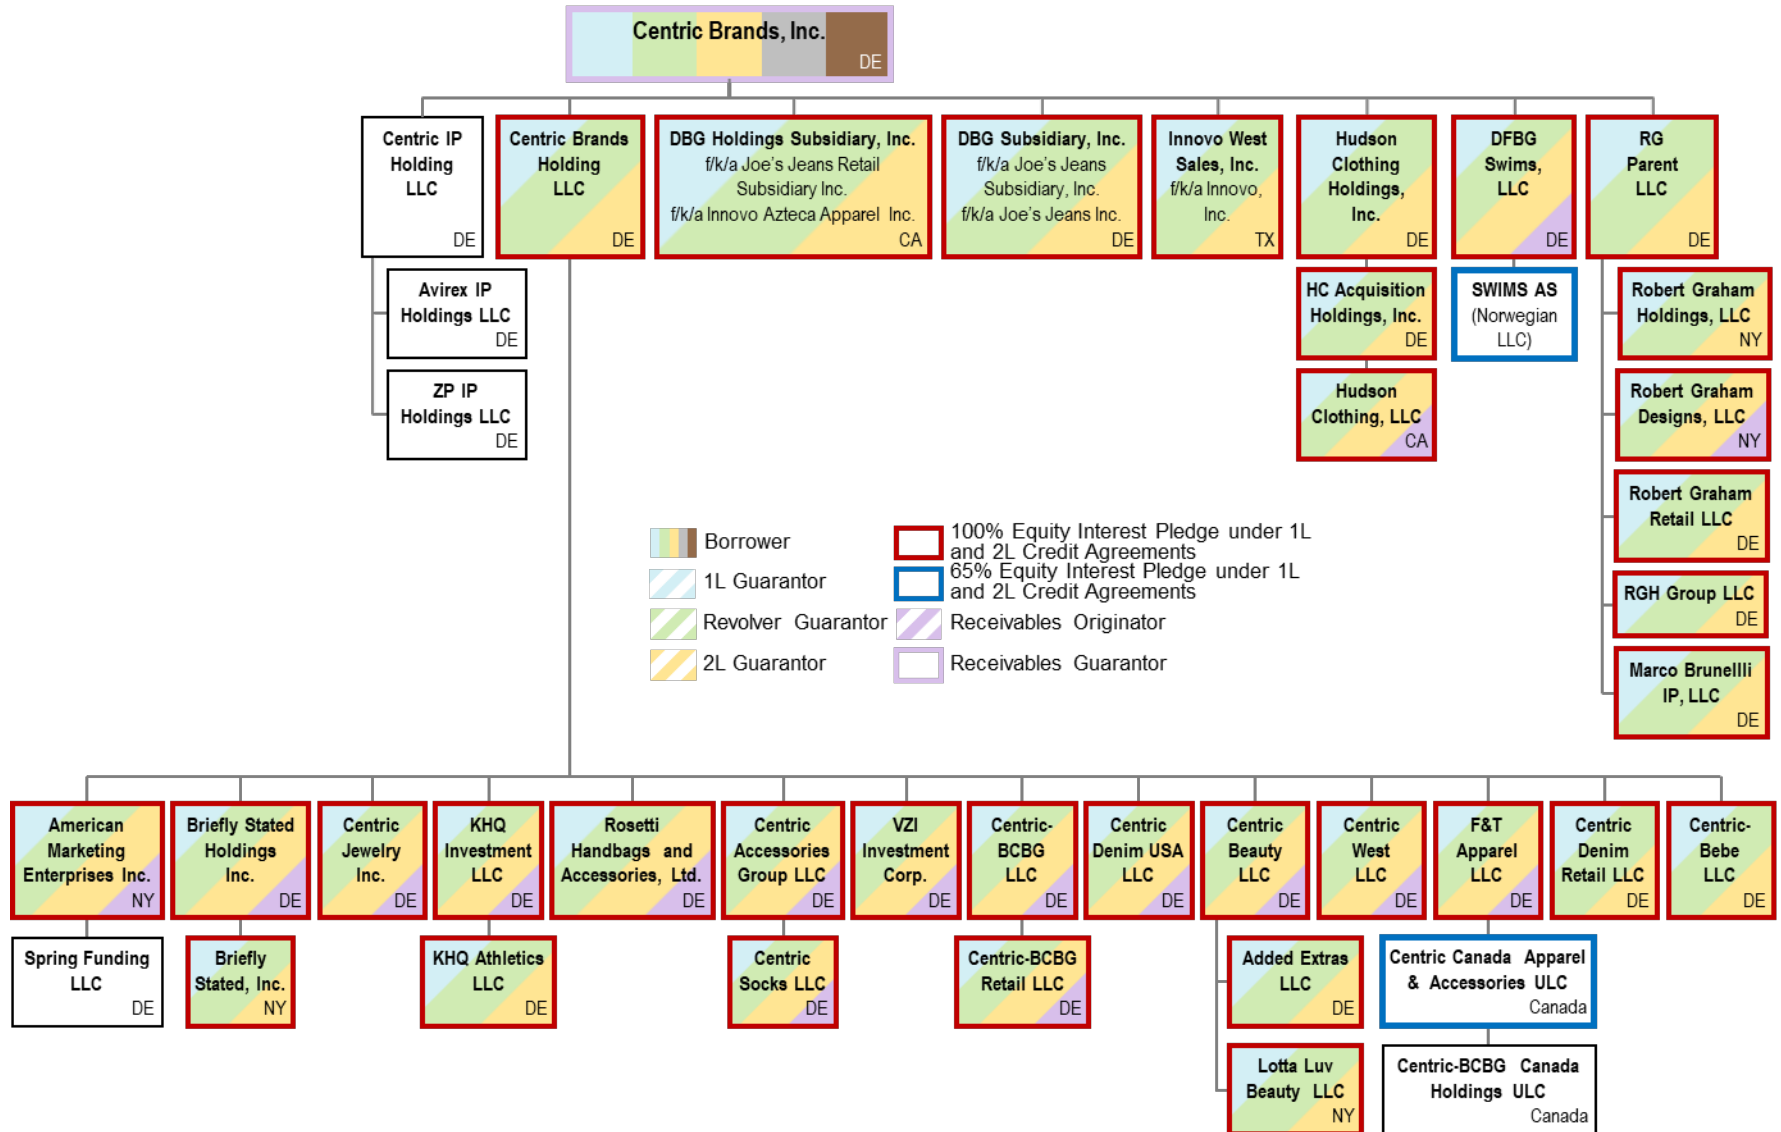 Centric Brands, Inc.
DE
Centric IP
Holding
LLC
DE
Centric Brands
Holding
LLC
DE
DBG Holdings Subsidiary, Inc.
f/k/a Joe's Jeans Retail
Subsidiary Inc.
f/k/a Innovo Azteca Apparel Inc.
CA
DBG Subsidiary, Inc.
f/k/a Joe's Jeans
Subsidiary, Inc.
f/k/a Joe's Jeans Inc.
DE
Innovo West
Sales, Inc.
f/k/a Innovo,
Inc.
TX
Hudson
Clothing
Holdings,
Inc.
DE
DFBG
Swims,
LLC
DE
RG
Parent
LLC
DE
Avirex IP
Holdings LLC
DE
ZP IP
Holdings LLC
DE
HC Acquisition
Holdings, Inc.
DE
Hudson
Clothing, LLC
CA
SWIMS AS
(Norwegian
LLC)
Robert Graham
Holdings, LLC
NY
Robert Graham
Designs, LLC
NY
Robert Graham
Retail LLC
DE
RGH Group LLC
DE
Marco Brunellli
IP, LLC
DE
Borrower
1L Guarantor
Revolver Guarantor
2L Guarantor
100% Equity Interest Pledge under 1L
and 2L Credit Agreements
65% Equity Interest Pledge under 1L
and 2L Credit Agreements
Receivables Originator
Receivables Guarantor
American
Marketing
Enterprises Inc.
NY
Briefly Stated
Holdings
Inc.
DE
Centric
Jewelry
Inc.
DE
KHQ
Investment
LLC
DE
Rosetti
Handbags and
Accessories, Ltd.
DE
Centric
Accessories
Group LLC
DE
VZI
Investment
Corp.
DE
Centric-
BCBG
LLC
DE
Centric
Denim USA
LLC
DE
Centric
Beauty
LLC
DE
Centric
West
LLC
DE
F&T
Apparel
LLC
DE
Centric
Denim
Retail LLC
DE
Centric-
Bebe
LLC
DE
Spring Funding
LLC
DE
Briefly
Stated, Inc.
NY
KHQ Athletics
LLC
DE
Centric
Socks LLC
DE
Centric-BCBG
Retail LLC
DE
Added Extras
LLC
DE
Lotta Luv
Beauty LLC
NY
Centric Canada Apparel
& Accessories ULC
Canada
Centric-BCBG Canada
Holdings ULC
Canada